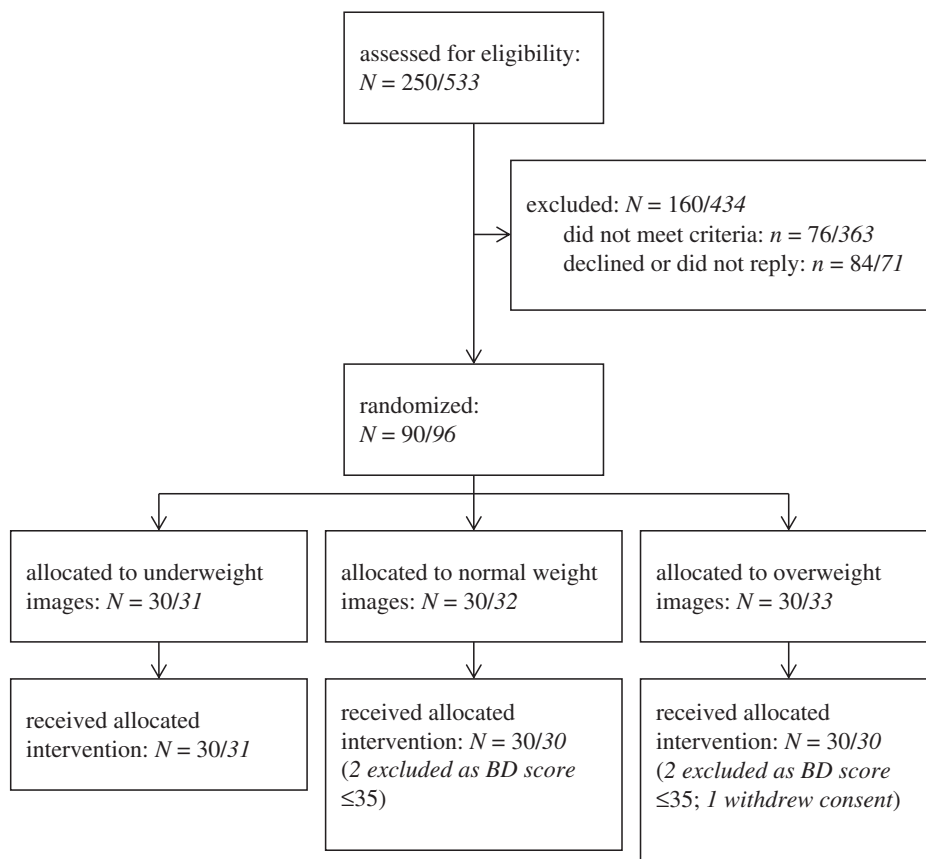 assessed for eligibility:
N = 250/533
excluded: N = 160/434
did not meet criteria: n = 76/363
declined or did not reply: n = 84/71
randomized:
N = 90/96
allocated to underweight
images: N = 30/31
allocated to normal weight
images: N = 30/32
allocated to overweight
images: N = 30/33
received allocated
intervention: N = 30/31
received allocated
intervention: N = 30/30
(2 excluded as BD score
≤35)
received allocated
intervention: N = 30/30
(2 excluded as BD score
≤35; 1 withdrew consent)